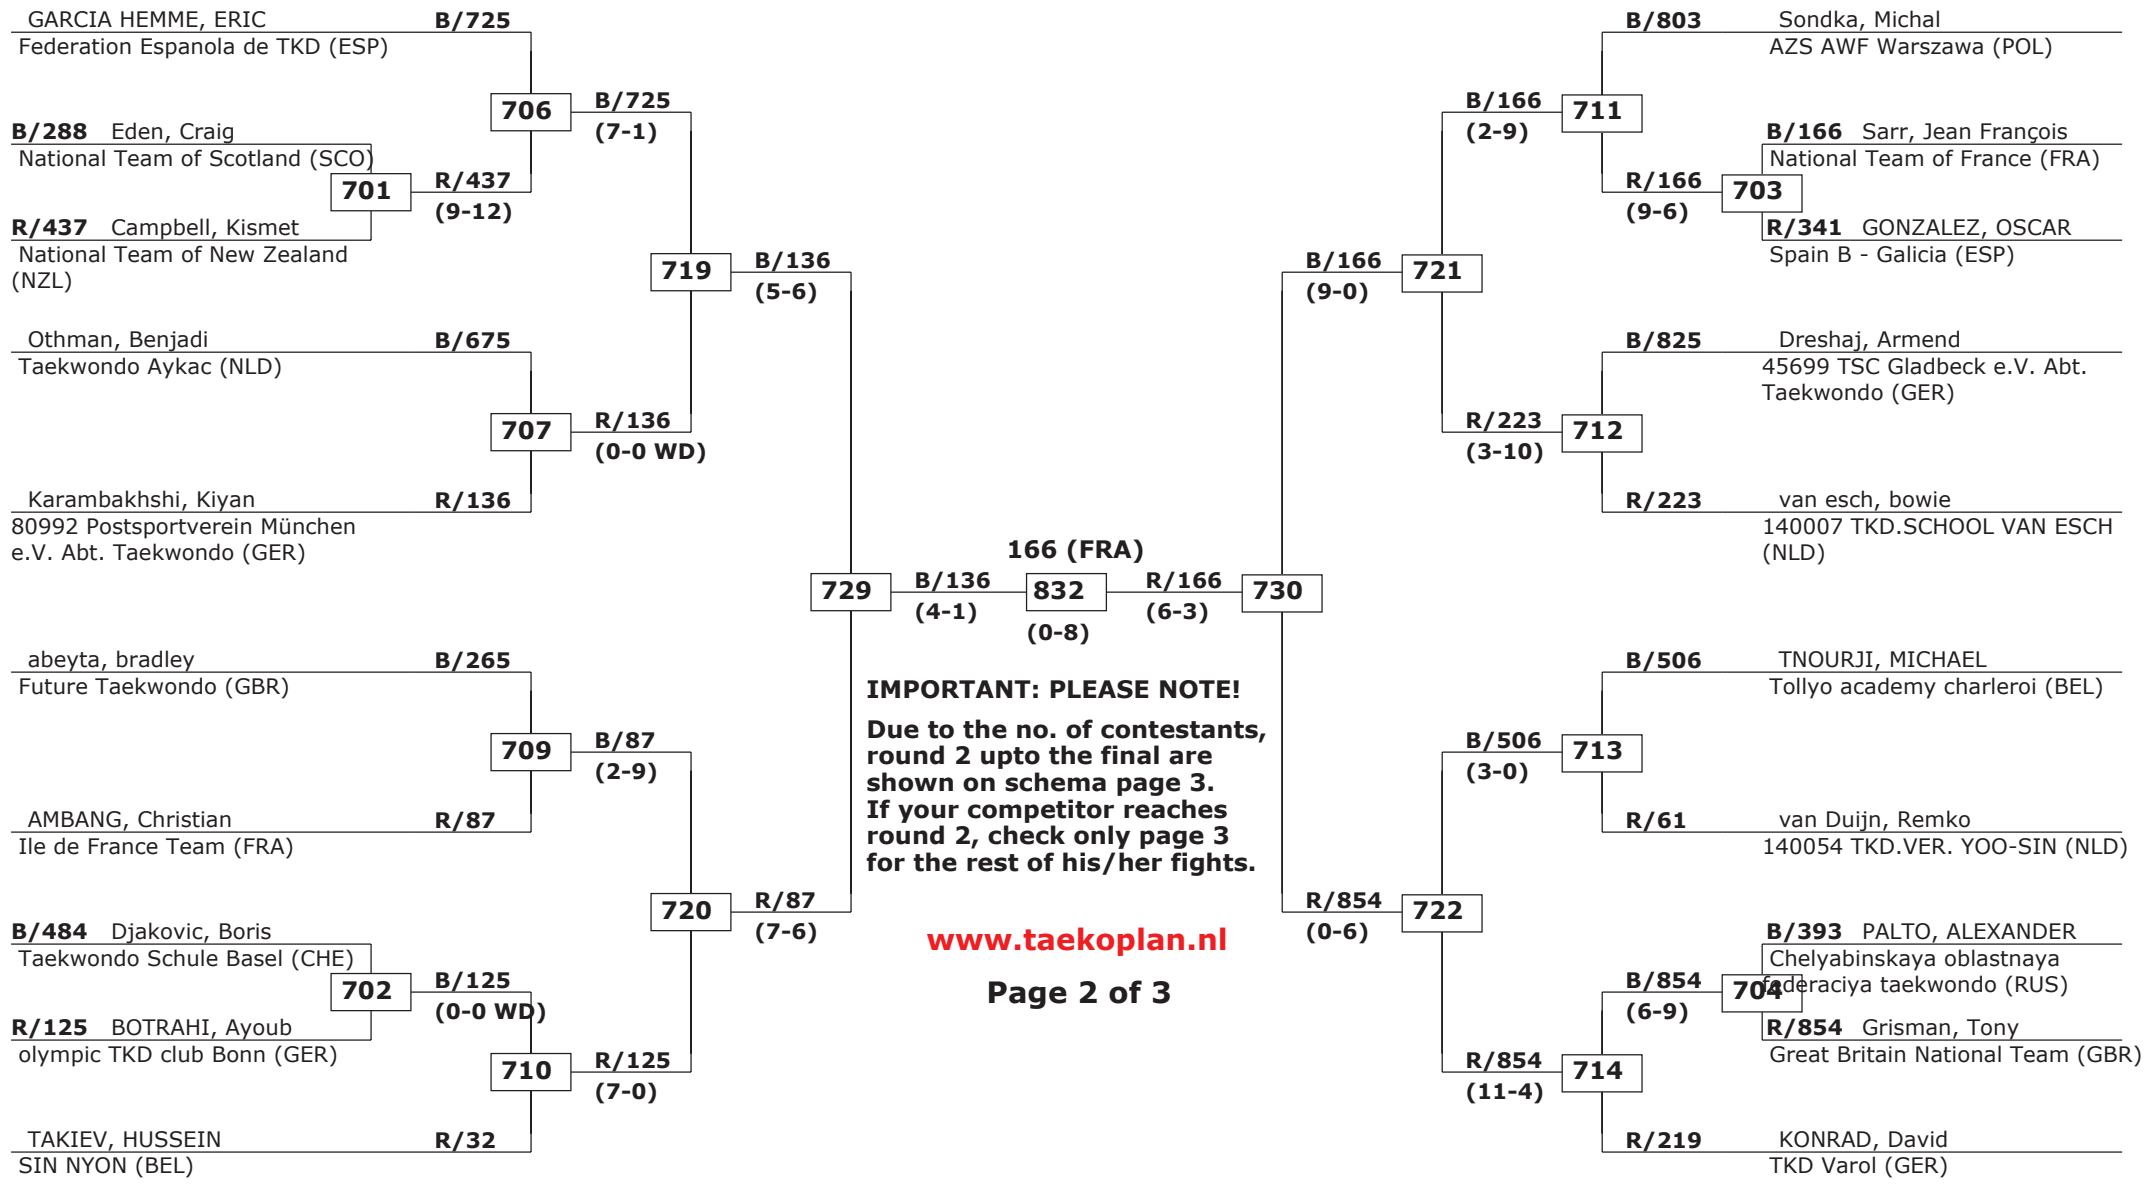 GARCIA HEMME, ERIC B/725
Federation Espanola de TKD (ESP)
706
B/725
(7-1)
B/288 Eden, Craig
National Team of Scotland (SCO)
701
R/437
(9-12)
R/437 Campbell, Kismet
National Team of New Zealand
(NZL)
719
B/136
(5-6)
Othman, Benjadi B/675
Taekwondo Aykac (NLD)
707
R/136
(0-0 WD)
Karambakhshi, Kiyan R/136
80992 Postsportverein München
e.V. Abt. Taekwondo (GER)
729
B/136
(4-1)
abeyta, bradley B/265
Future Taekwondo (GBR)
709
B/87
(2-9)
AMBANG, Christian R/87
Ile de France Team (FRA)
720
R/87
(7-6)
B/484 Djakovic, Boris
Taekwondo Schule Basel (CHE)
702
B/125
(0-0 WD)
R/125 BOTRAHI, Ayoub
olympic TKD club Bonn (GER)
710
R/125
(7-0)
TAKIEV, HUSSEIN R/32
SIN NYON (BEL)
166 (FRA)
832
(0-8)
IMPORTANT: PLEASE NOTE!
Due to the no. of contestants,
round 2 upto the final are
shown on schema page 3.
If your competitor reaches
round 2, check only page 3
for the rest of his/her fights.
www.taekoplan.nl
Page 2 of 3
B/803 Sondka, Michal
AZS AWF Warszawa (POL)
B/166
(2-9)
711
B/166 Sarr, Jean François
National Team of France (FRA)
R/166
(9-6)
703
R/341 GONZALEZ, OSCAR
Spain B - Galicia (ESP)
B/166
(9-0)
721
B/825 Dreshaj, Armend
45699 TSC Gladbeck e.V. Abt.
Taekwondo (GER)
R/223
(3-10)
712
R/223 van esch, bowie
140007 TKD.SCHOOL VAN ESCH
(NLD)
R/166
(6-3)
730
B/506 TNOURJI, MICHAEL
Tollyo academy charleroi (BEL)
B/506
(3-0)
713
R/61 van Duijn, Remko
140054 TKD.VER. YOO-SIN (NLD)
R/854
(0-6)
722
B/393 PALTO, ALEXANDER
Chelyabinskaya oblastnaya
federaciya taekwondo (RUS)
B/854
(6-9)
704
R/854 Grisman, Tony
Great Britain National Team (GBR)
R/854
(11-4)
714
R/219 KONRAD, David
TKD Varol (GER)